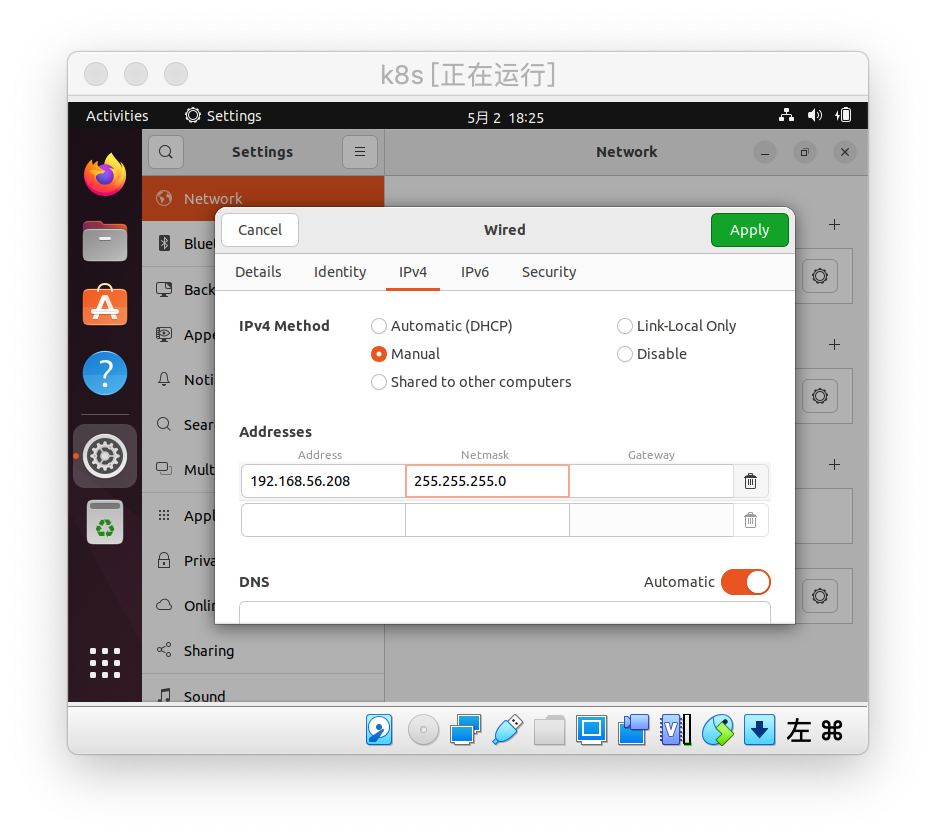 k8s [正在运行]
Activities
Settings
5月 2 18:25
Settings
Network
Network
Cancel
Wired
Apply
Blue
Details
Identity
IPv4
IPv6
Security
Back
IPv4 Method
Automatic (DHCP)
Link-Local Only
Appe
Manual
Disable
Noti
Shared to other computers
Sear
Addresses
Address
Netmask
Gateway
Mult
192.168.56.208
255.255.255.0
Appl
Priva
DNS
Automatic
Onlin
Sharing
Sound
左 ⌘